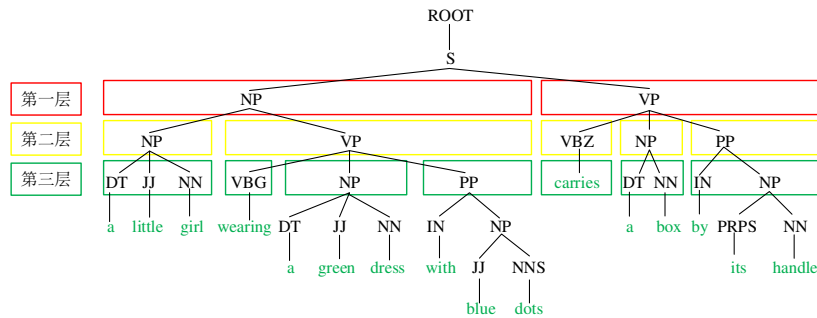 ROOT
S
第一层 NP VP
第二层 NP VP VBZ NP PP
第三层 DT JJ NN VBG NP PP carries DT NN IN NP
a little girl wearing DT JJ NN IN NP a box by PRPS NN
a green dress with JJ NNS its handle
blue dots